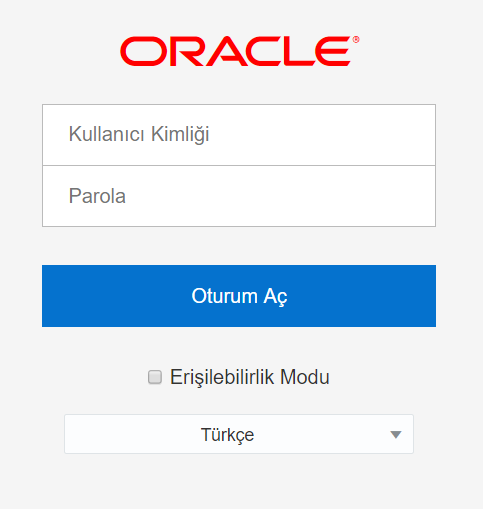 ORACLE®
Kullanıcı Kimliği
Parola
Oturum Aç
Erişilebilirlik Modu
Türkçe